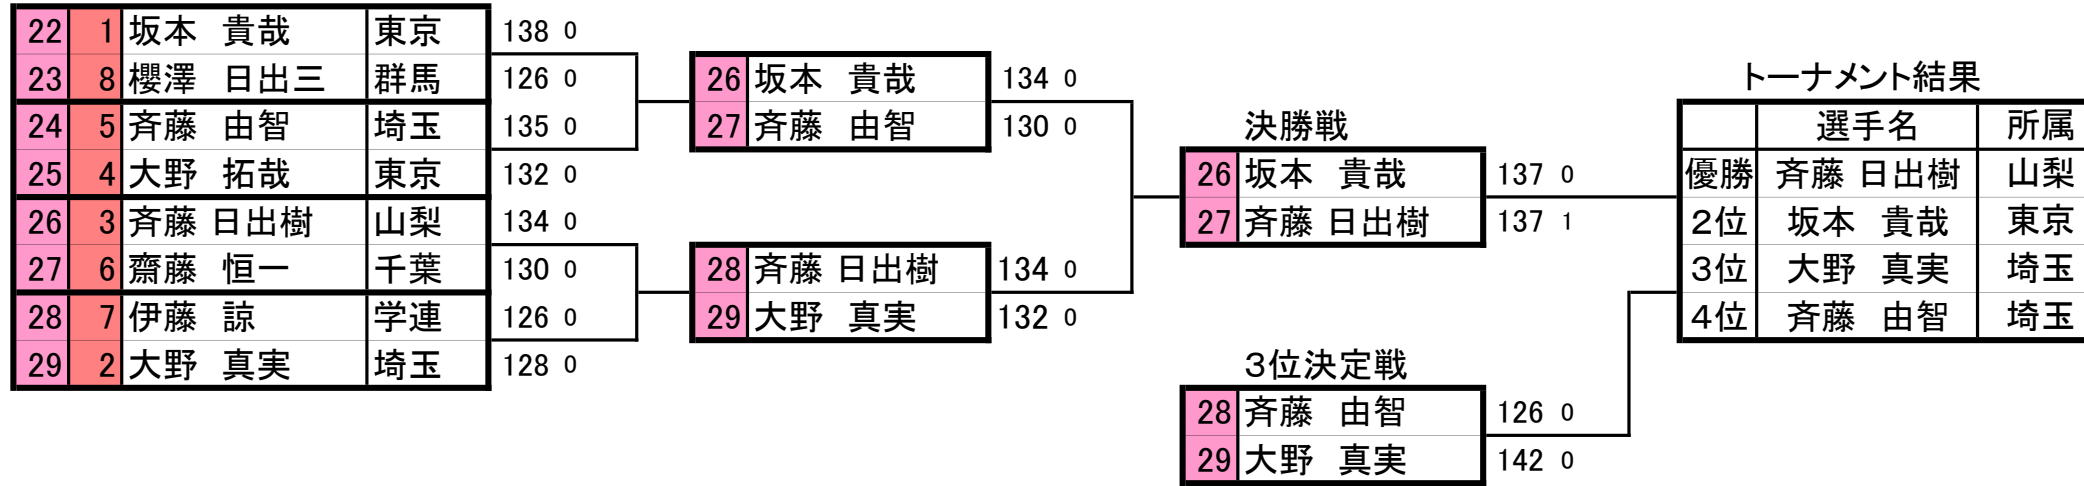 22 1 坂本 貴哉 東京 138 0
23 8 櫻澤 日出三 群馬 126 0
24 5 斉藤 由智 埼玉 135 0
25 4 大野 拓哉 東京 132 0
26 3 斉藤 日出樹 山梨 134 0
27 6 齋藤 恒一 千葉 130 0
28 7 伊藤 諒 学連 126 0
29 2 大野 真実 埼玉 128 0
26 坂本 貴哉 134 0
27 斉藤 由智 130 0
28 斉藤 日出樹 134 0
29 大野 真実 132 0
決勝戦
26 坂本 貴哉 137 0
27 斉藤 日出樹 137 1
3位決定戦
28 斉藤 由智 126 0
29 大野 真実 142 0
トーナメント結果
選手名 所属
優勝 斉藤 日出樹 山梨
2位 坂本 貴哉 東京
3位 大野 真実 埼玉
4位 斉藤 由智 埼玉